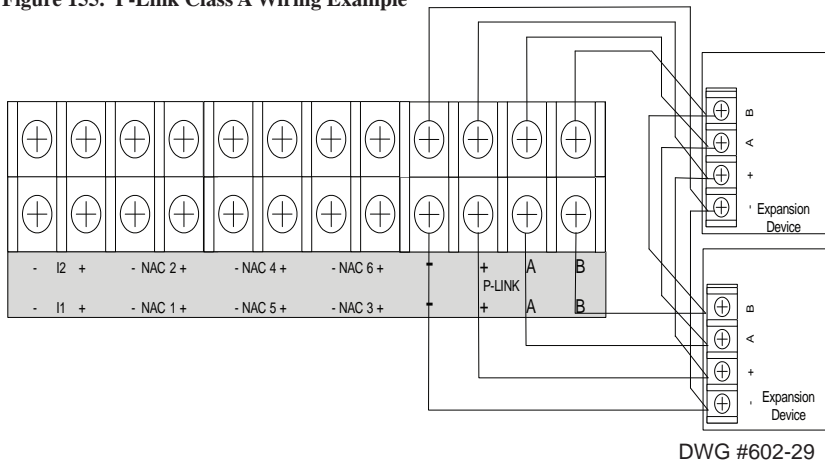 Figure 153. P-Link Class A Wiring Example
B
A
+
-
Expansion
Device
- I2 + - NAC 2 + - NAC 4 + - NAC 6 + - + A B
P-LINK
- I1 + - NAC 1 + - NAC 5 + - NAC 3 + - + A B
B
A
+
-
Expansion
Device
DWG #602-29